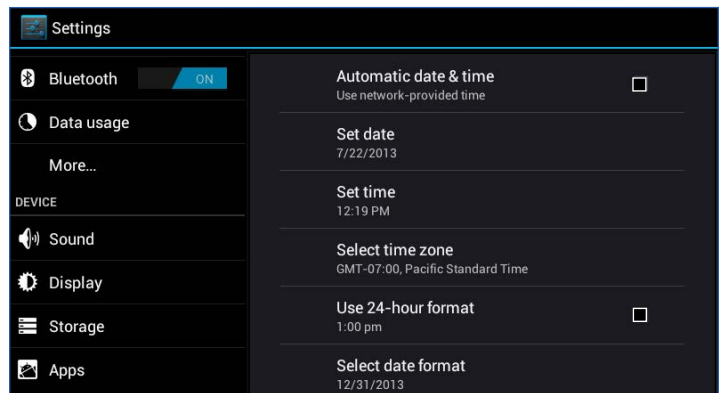 Settings
Bluetooth ON
Data usage
More...
DEVICE
Sound
Display
Storage
Apps
Automatic date & time
Use network-provided time
Set date
7/22/2013
Set time
12:19 PM
Select time zone
GMT-07:00, Pacific Standard Time
Use 24-hour format
1:00 pm
Select date format
12/31/2013